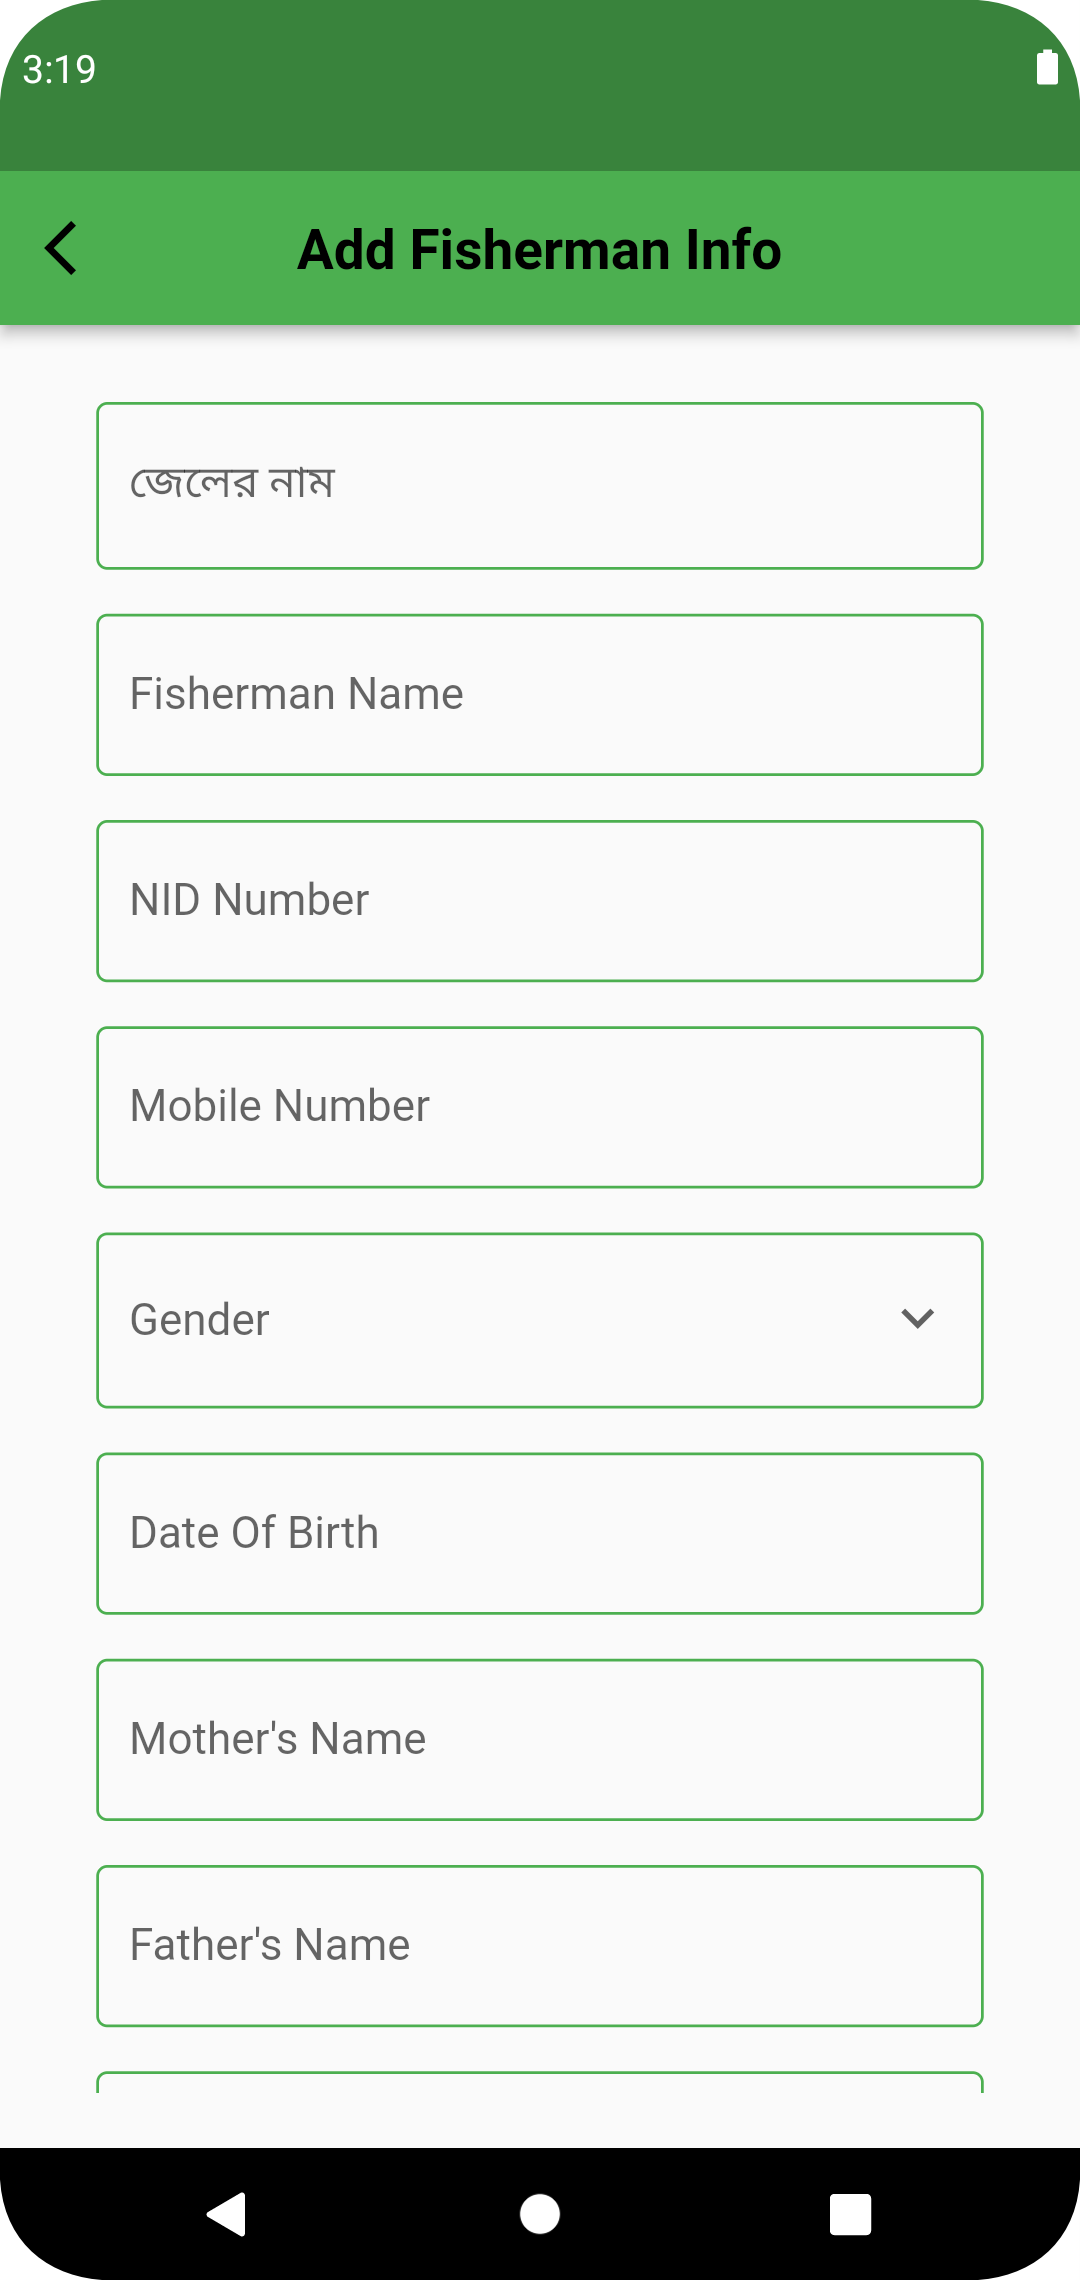 3:19
Add Fisherman Info
জেলের নাম
Fisherman Name
NID Number
Mobile Number
Gender
Date Of Birth
Mother's Name
Father's Name